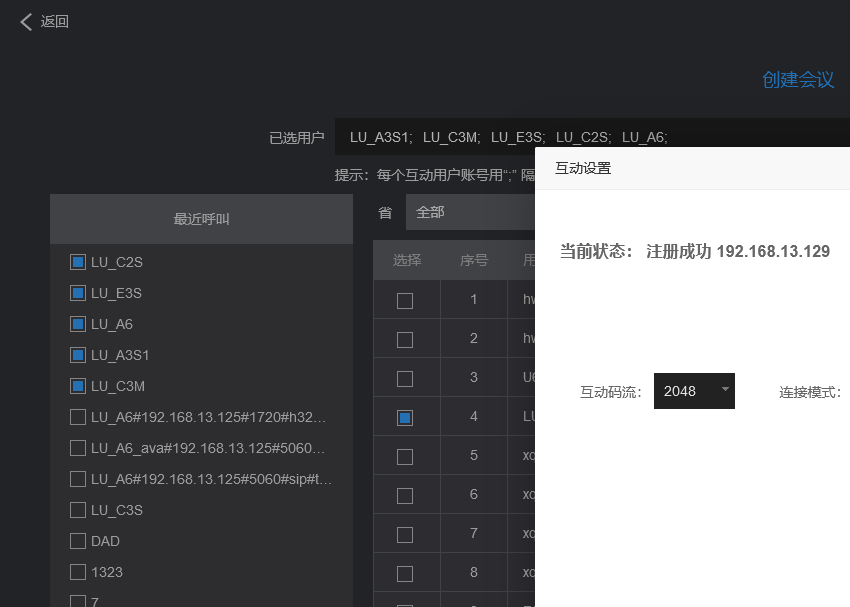 返回
创建会议
已选用户 LU_A3S1; LU_C3M; LU_E3S; LU_C2S; LU_A6;
提示：每个互动用户账号用“;” 隔
互动设置
当前状态： 注册成功 192.168.13.129
互动码流： 2048 连接模式：
最近呼叫
LU_C2S
LU_E3S
LU_A6
LU_A3S1
LU_C3M
LU_A6#192.168.13.125#1720#h32...
LU_A6_ava#192.168.13.125#5060...
LU_A6#192.168.13.125#5060#sip#t...
LU_C3S
DAD
1323
7
省 全部
选择 序号 用
1 hw
2 hw
3 U6
4 LU
5 xc
6 xc
7 xc
8 xc